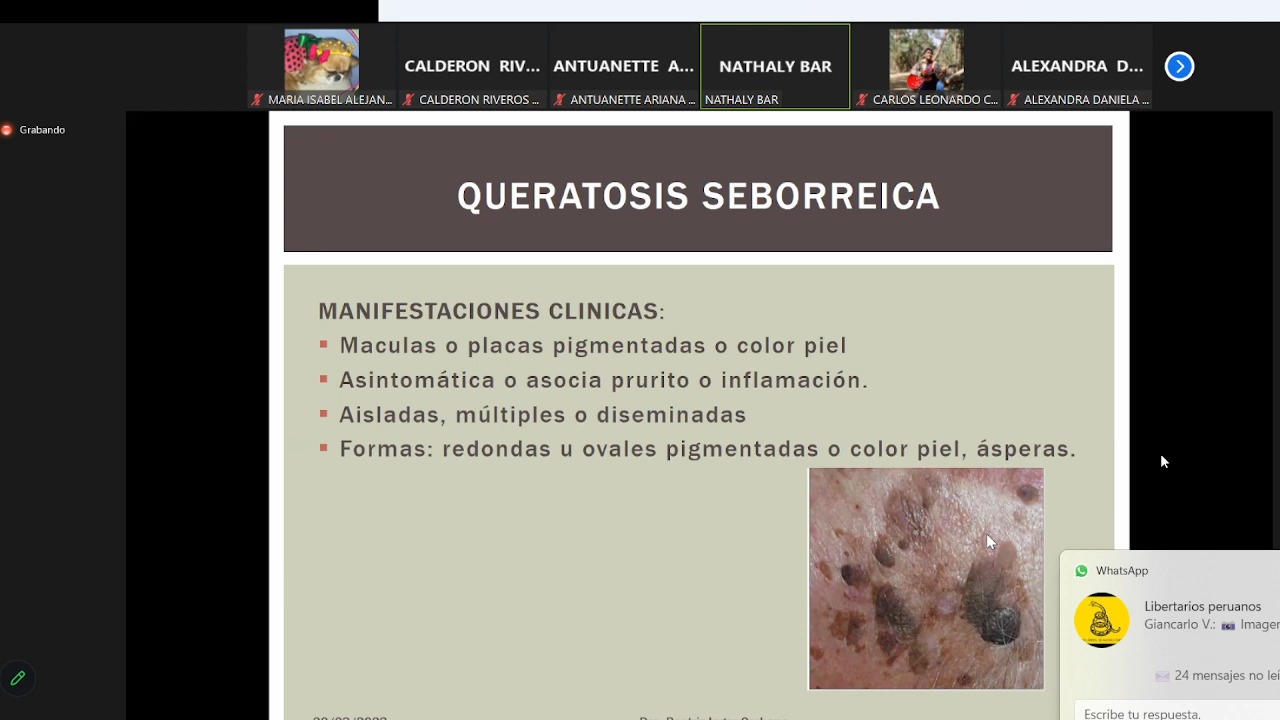 CALDERON RIV...
ANTUANETTE A...
NATHALY BAR
ALEXANDRA D...
MARIA ISABEL ALEJAN...
CALDERON RIVEROS ...
ANTUANETTE ARIANA ...
NATHALY BAR
CARLOS LEONARDO C...
ALEXANDRA DANIELA ...
Grabando
QUERATOSIS SEBORREICA
MANIFESTACIONES CLINICAS:
Maculas o placas pigmentadas o color piel
Asintomática o asocia prurito o inflamación.
Aisladas, múltiples o diseminadas
Formas: redondas u ovales pigmentadas o color piel, ásperas.
WhatsApp
Libertarios peruanos
Giancarlo V.: Imagen
24 mensajes no leí
Escribe tu respuesta.